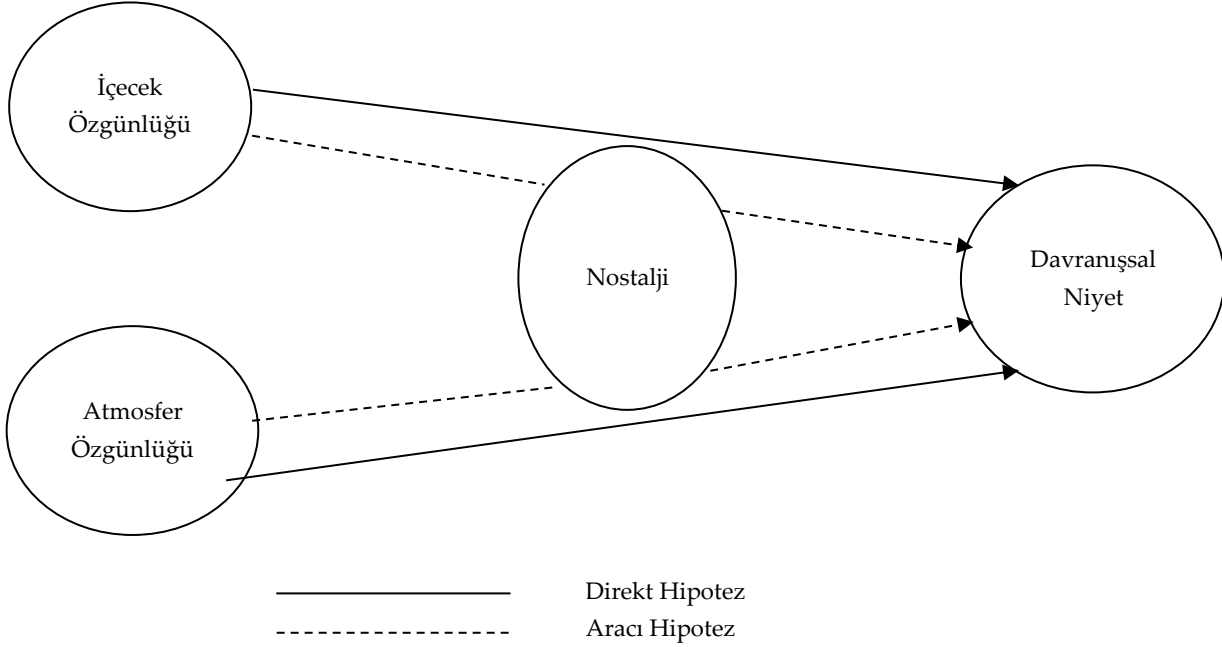 İçecek
Özgünlüğü
Nostalji
Davranışsal
Niyet
Atmosfer
Özgünlüğü
Direkt Hipotez
Aracı Hipotez